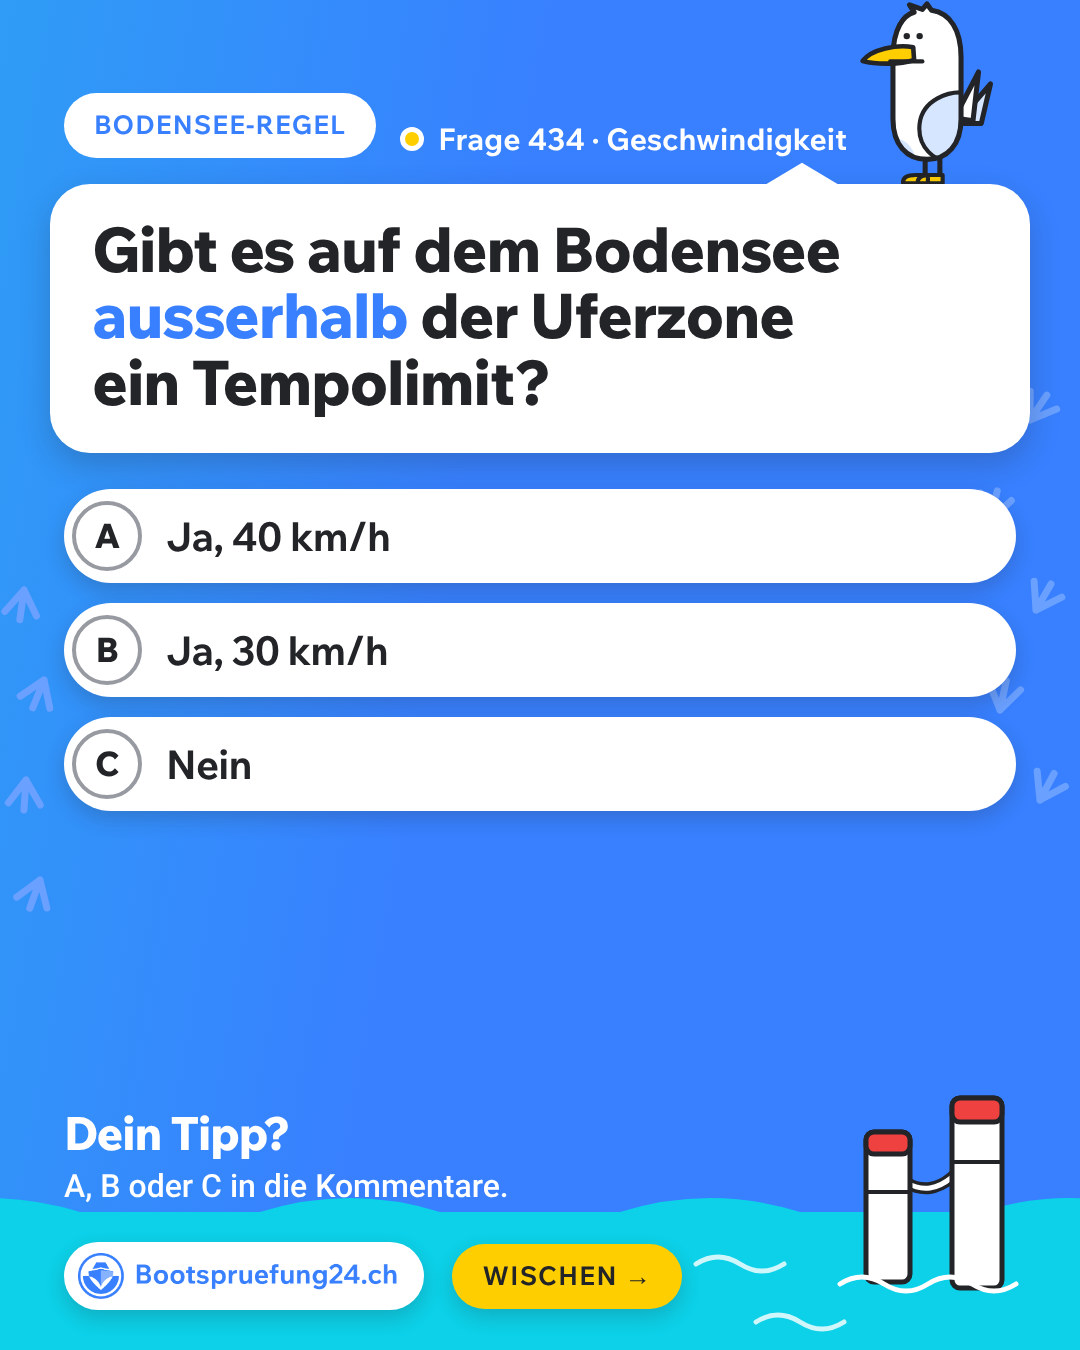 BODENSEE-REGEL
Frage 434 · Geschwindigkeit
Gibt es auf dem Bodensee
ausserhalb der Uferzone
ein Tempolimit?
A Ja, 40 km/h
B Ja, 30 km/h
C Nein
Dein Tipp?
A, B oder C in die Kommentare.
Bootspruefung24.ch
WISCHEN →